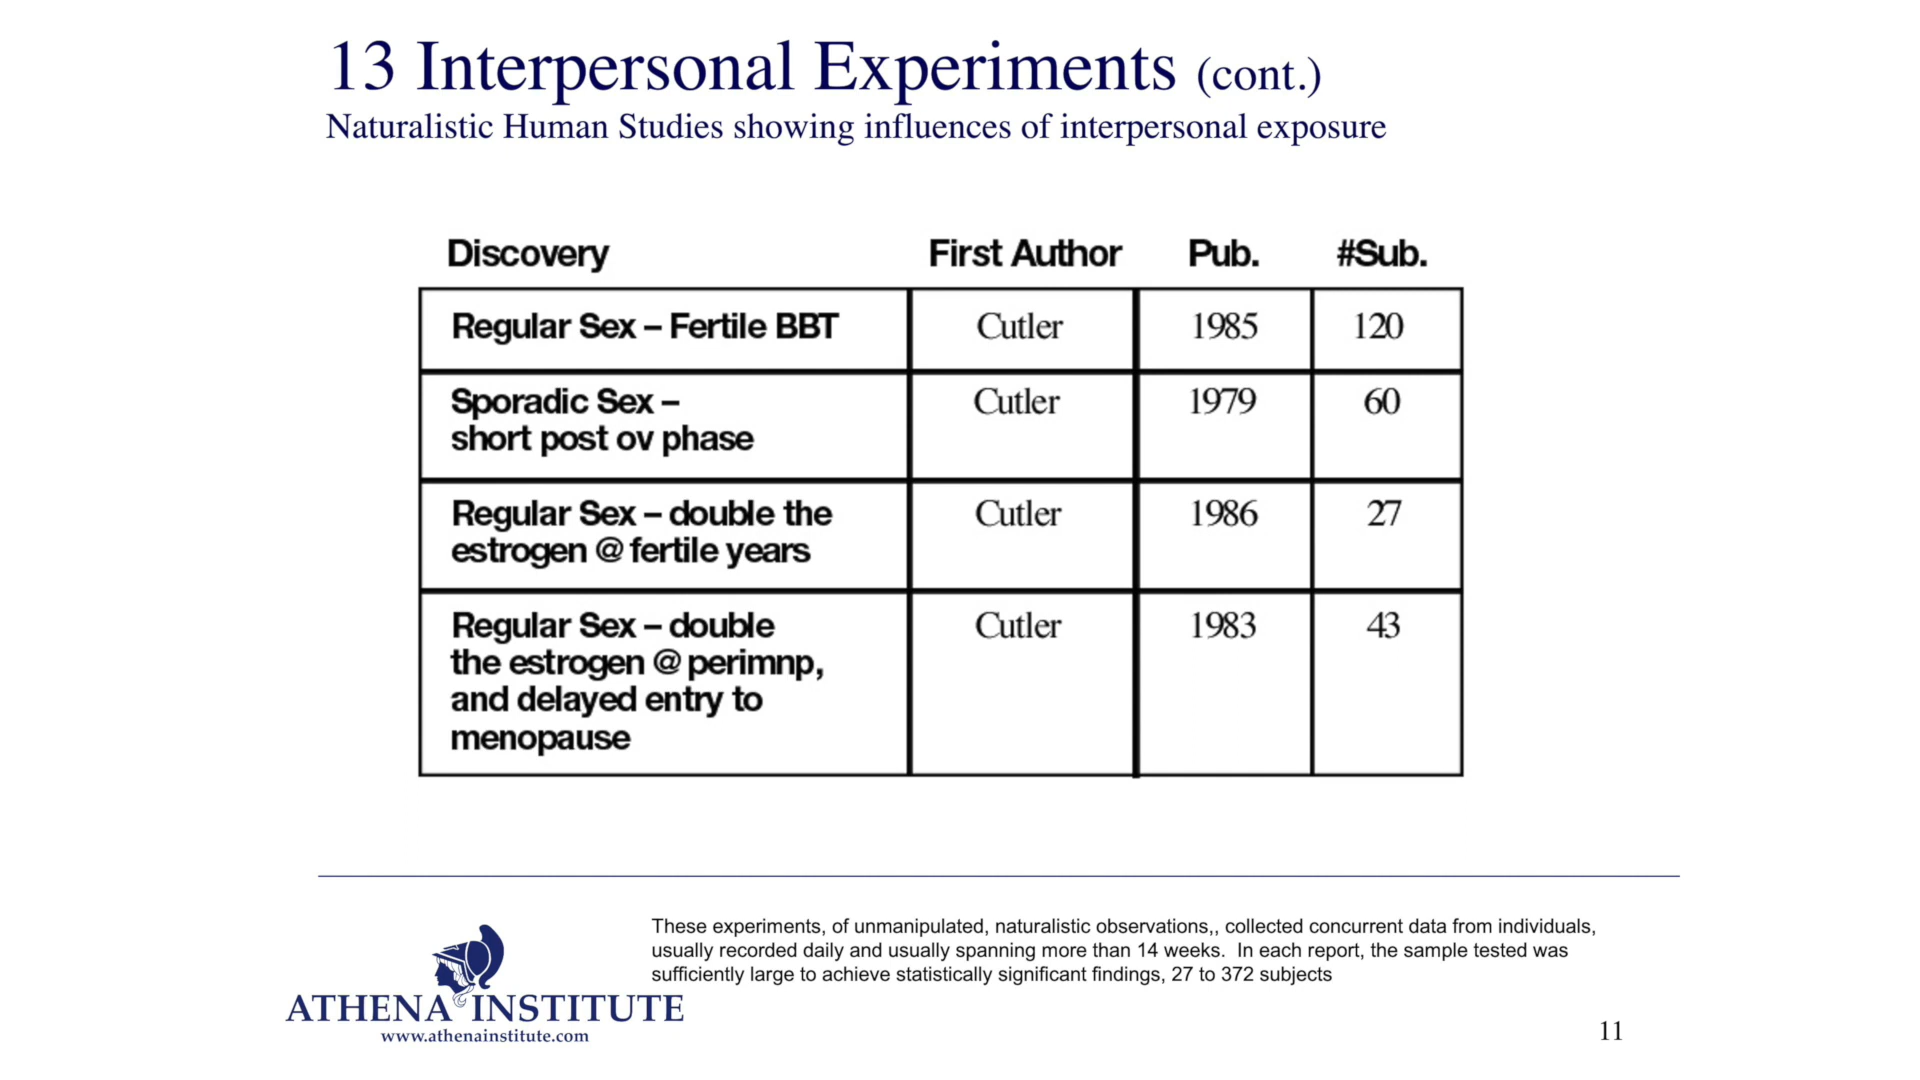 13 Interpersonal Experiments (cont.)
Naturalistic Human Studies showing influences of interpersonal exposure
Discovery First Author Pub. #Sub.
Regular Sex – Fertile BBT Cutler 1985 120
Sporadic Sex – Cutler 1979 60
short post ov phase
Regular Sex – double the Cutler 1986 27
estrogen @ fertile years
Regular Sex – double Cutler 1983 43
the estrogen @ perimnp,
and delayed entry to
menopause
These experiments, of unmanipulated, naturalistic observations,, collected concurrent data from individuals,
usually recorded daily and usually spanning more than 14 weeks.  In each report, the sample tested was
sufficiently large to achieve statistically significant findings, 27 to 372 subjects
ATHENA INSTITUTE
www.athenainstitute.com
11